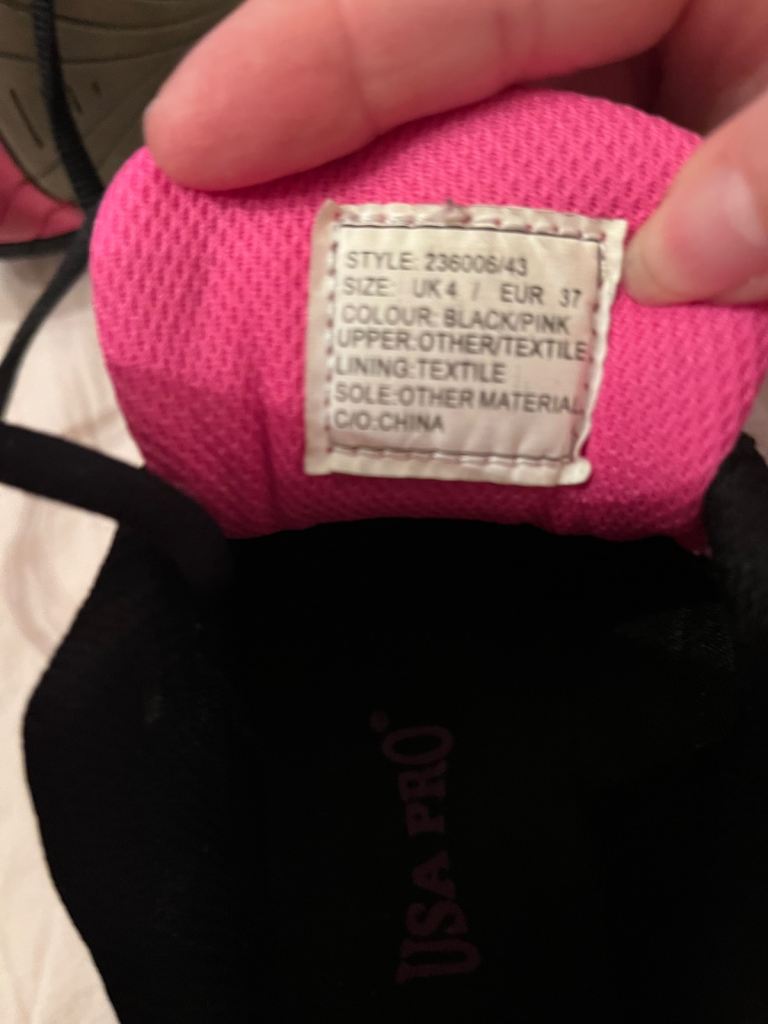 STYLE: 236006/43
SIZE: UK 4 / EUR 37
COLOUR: BLACK/PINK
UPPER:OTHER/TEXTILE
LINING:TEXTILE
SOLE:OTHER MATERIAL
C/O:CHINA
USA PRO